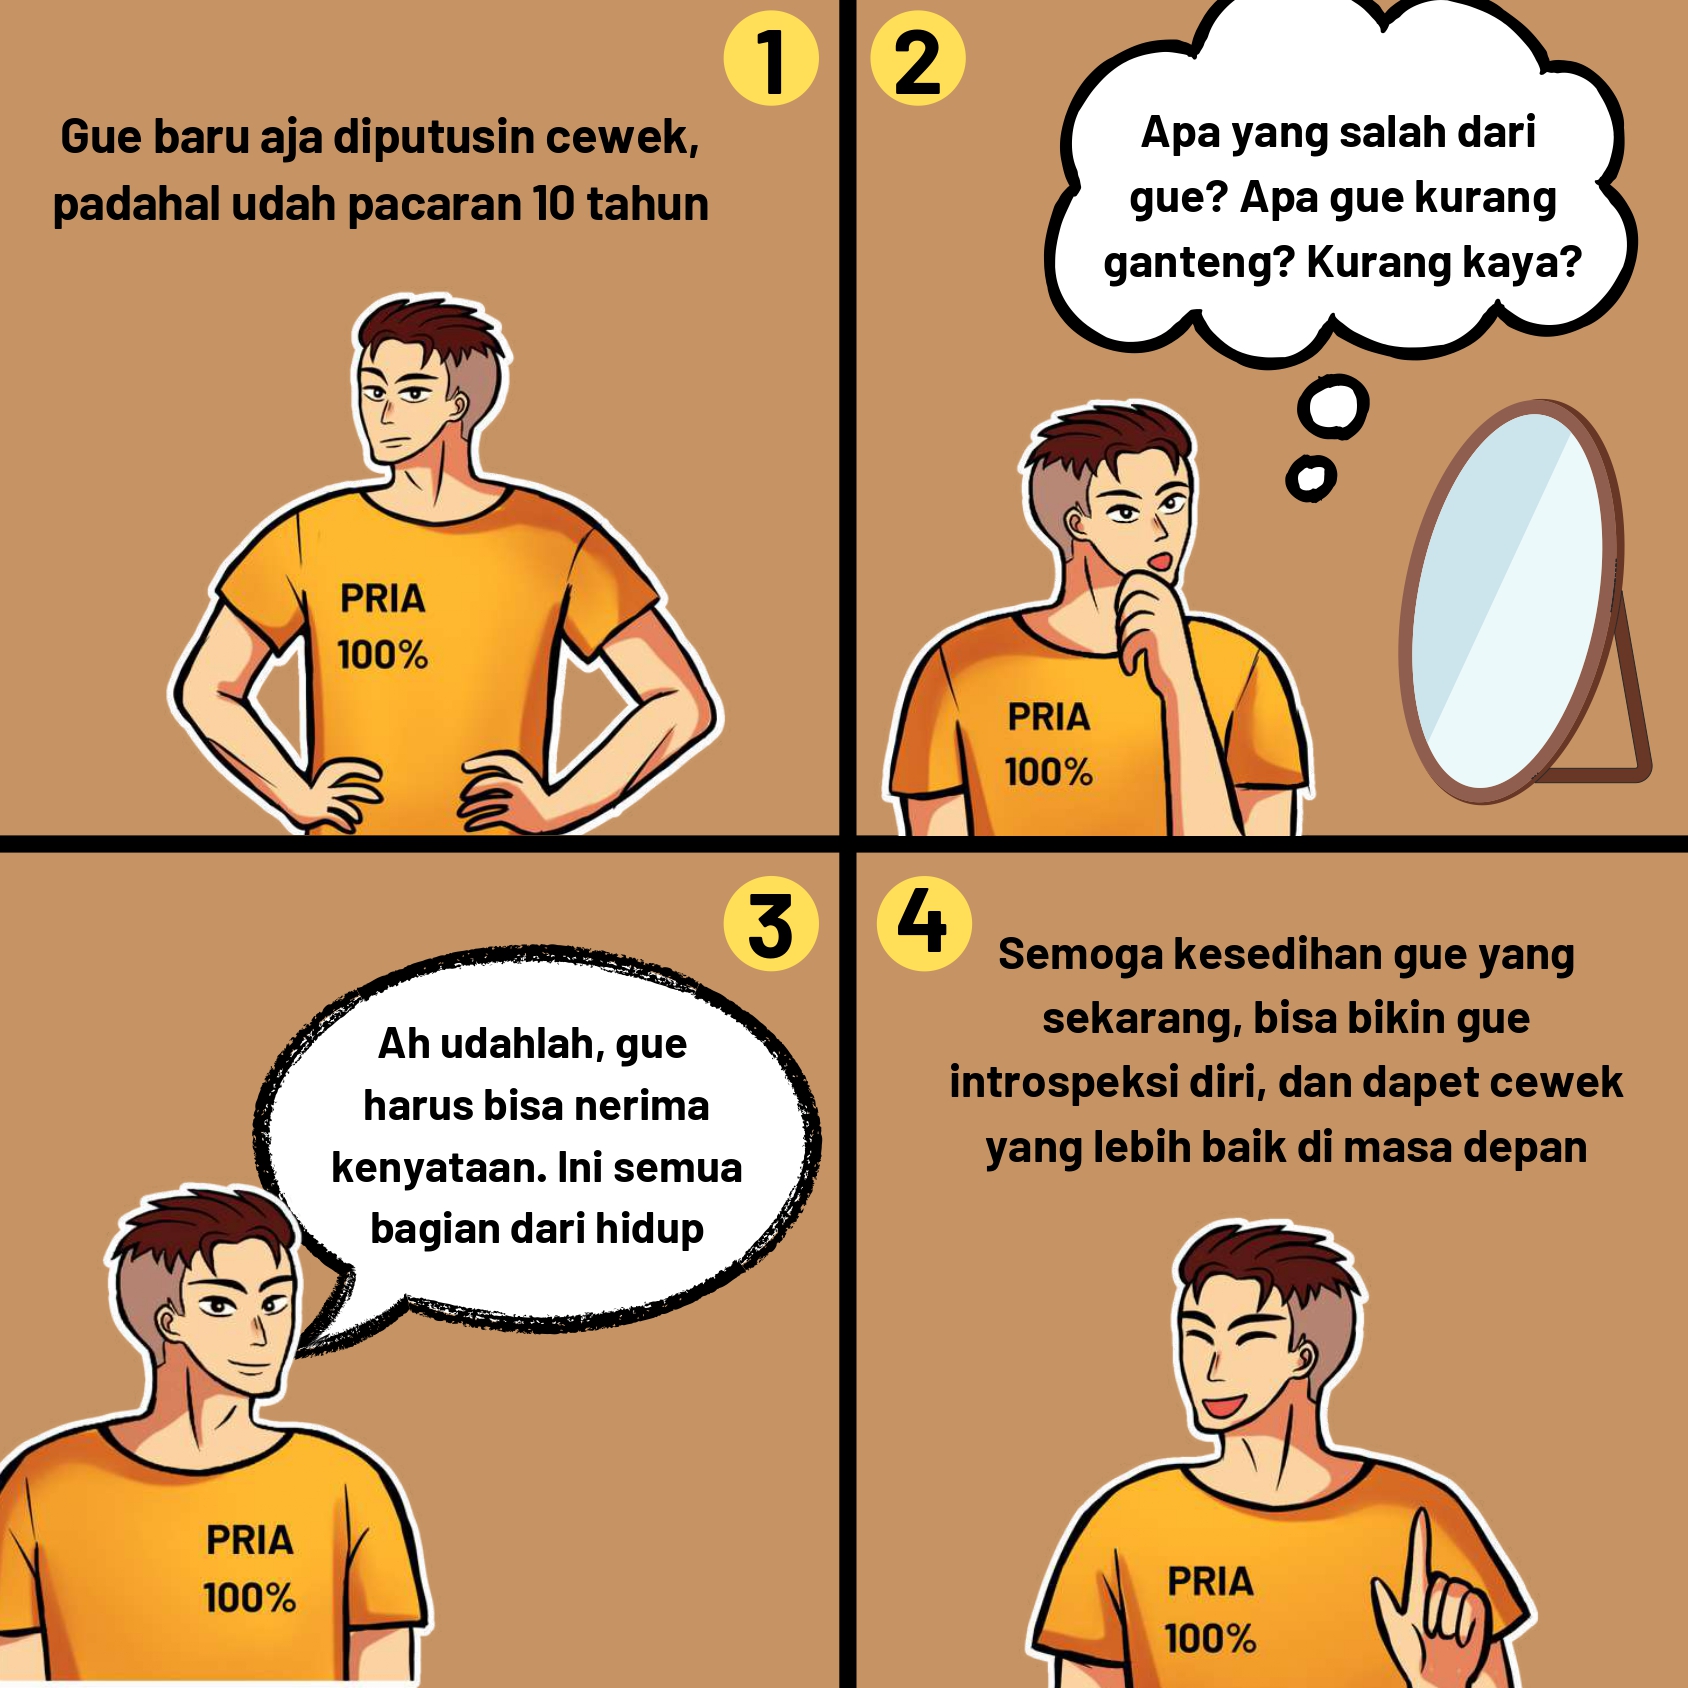 1
Gue baru aja diputusin cewek,
padahal udah pacaran 10 tahun
PRIA
100%
2
Apa yang salah dari
gue? Apa gue kurang
ganteng? Kurang kaya?
PRIA
100%
3
Ah udahlah, gue
harus bisa nerima
kenyataan. Ini semua
bagian dari hidup
PRIA
100%
4
Semoga kesedihan gue yang
sekarang, bisa bikin gue
introspeksi diri, dan dapet cewek
yang lebih baik di masa depan
PRIA
100%